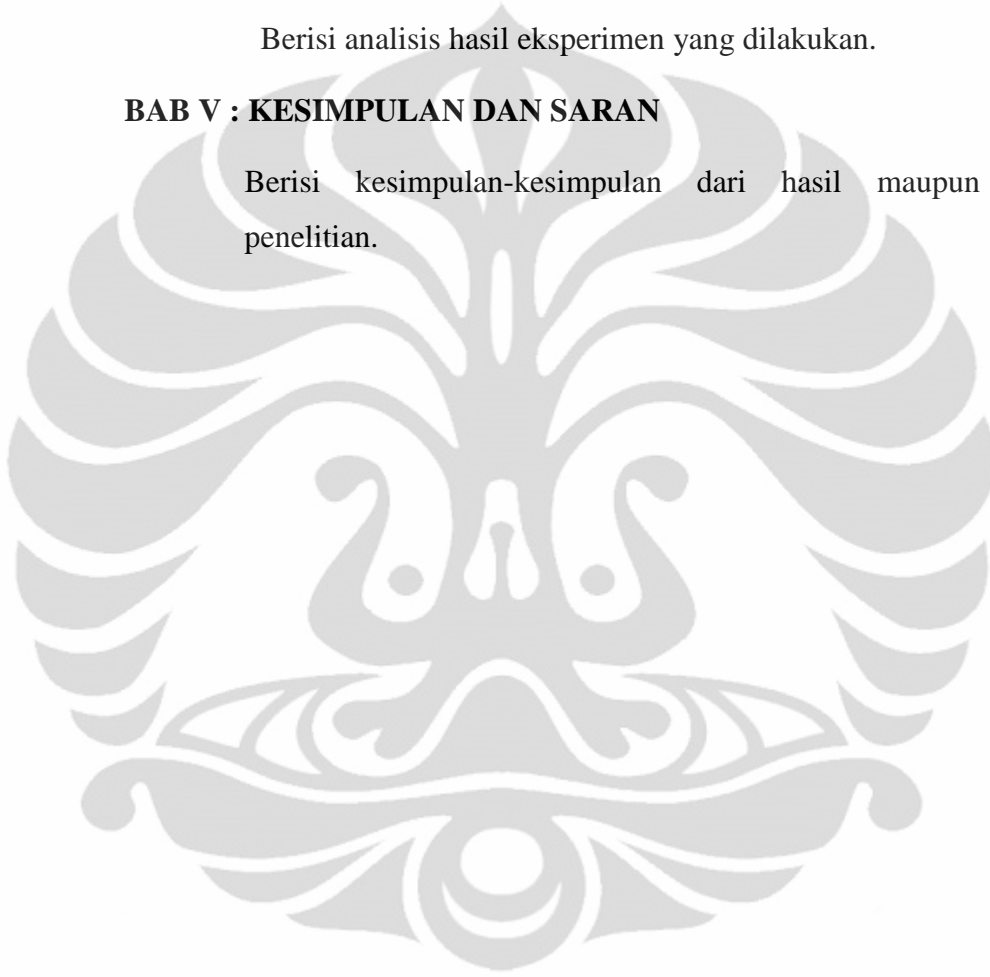 Berisi analisis hasil eksperimen yang dilakukan.
BAB V : KESIMPULAN DAN SARAN
Berisi kesimpulan-kesimpulan dari hasil maupun
penelitian.